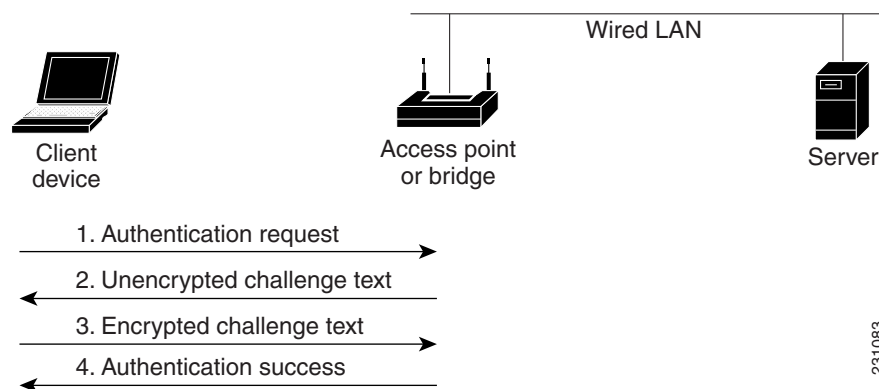 Wired LAN
Client
device
Access point
or bridge
Server
1. Authentication request
2. Unencrypted challenge text
3. Encrypted challenge text
4. Authentication success
231083